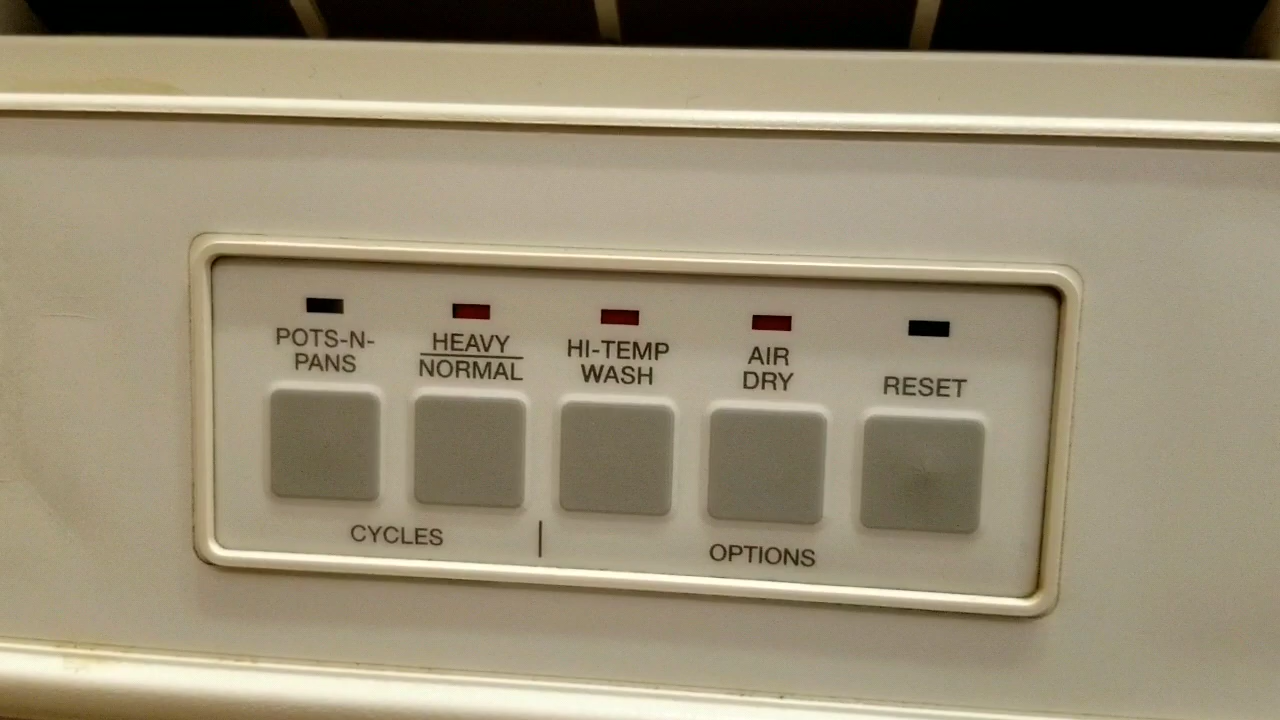 POTS-N-
PANS
HEAVY
NORMAL
HI-TEMP
WASH
AIR
DRY
RESET
CYCLES
OPTIONS